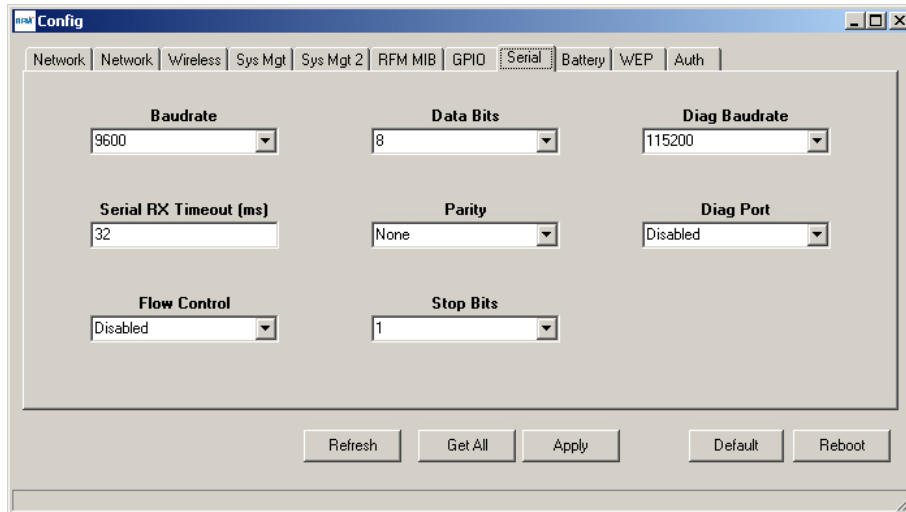 RFM Config
Network Network Wireless Sys Mgt Sys Mgt 2 RFM MIB GPIO Serial Battery WEP Auth
Baudrate Data Bits Diag Baudrate
9600 8 115200
Serial RX Timeout (ms) Parity Diag Port
32 None Disabled
Flow Control Stop Bits
Disabled 1
Refresh Get All Apply Default Reboot